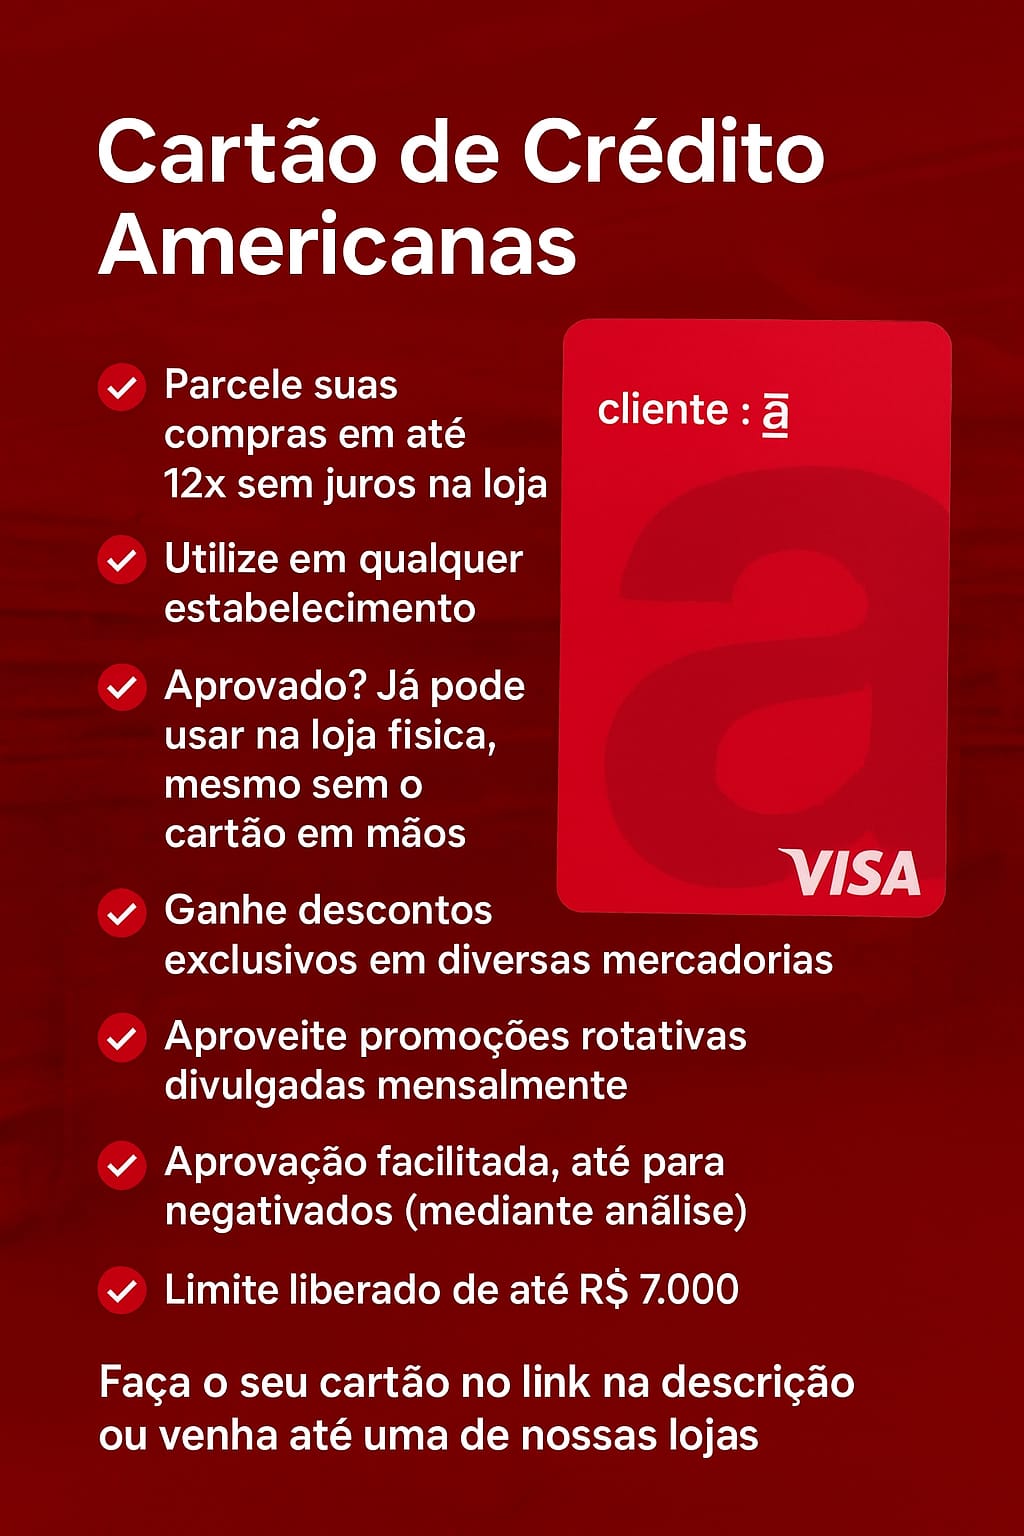 Cartão de Crédito
Americanas
Parcele suas
compras em até
12x sem juros na loja
cliente : a
Utilize em qualquer
estabelecimento
Aprovado? Já pode
usar na loja fisica,
mesmo sem o
cartão em mãos
VISA
Ganhe descontos
exclusivos em diversas mercadorias
Aproveite promoções rotativas
divulgadas mensalmente
Aprovação facilitada, até para
negativados (mediante anãlise)
Limite liberado de até R$ 7.000
Faça o seu cartão no link na descrição
ou venha até uma de nossas lojas